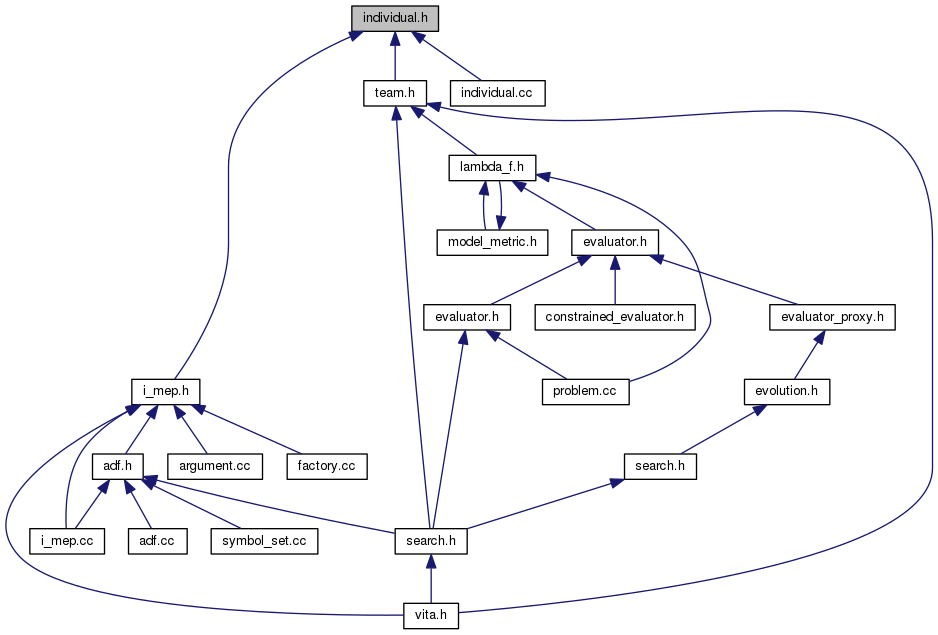 individual.h
team.h
individual.cc
lambda_f.h
model_metric.h
evaluator.h
evaluator.h
constrained_evaluator.h
evaluator_proxy.h
i_mep.h
problem.cc
evolution.h
adf.h
argument.cc
factory.cc
search.h
i_mep.cc
adf.cc
symbol_set.cc
search.h
vita.h